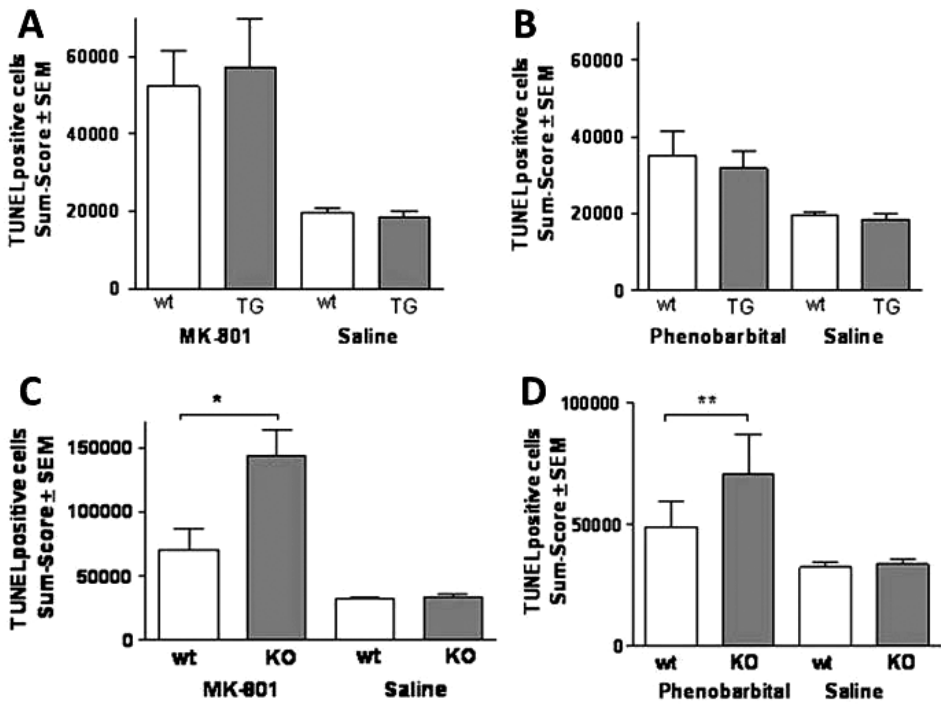 A
TUNEL positive cells
Sum-Score ± SEM
60000
40000
20000
0
wt TG wt TG
MK-801 Saline
B
TUNEL positive cells
Sum-Score ± SEM
60000
40000
20000
0
wt TG wt TG
Phenobarbital Saline
C
TUNEL positive cells
Sum-Score ± SEM
*
150000
100000
50000
0
wt KO wt KO
MK-801 Saline
D
TUNEL positive cells
Sum-Score ± SEM
**
100000
50000
0
wt KO wt KO
Phenobarbital Saline